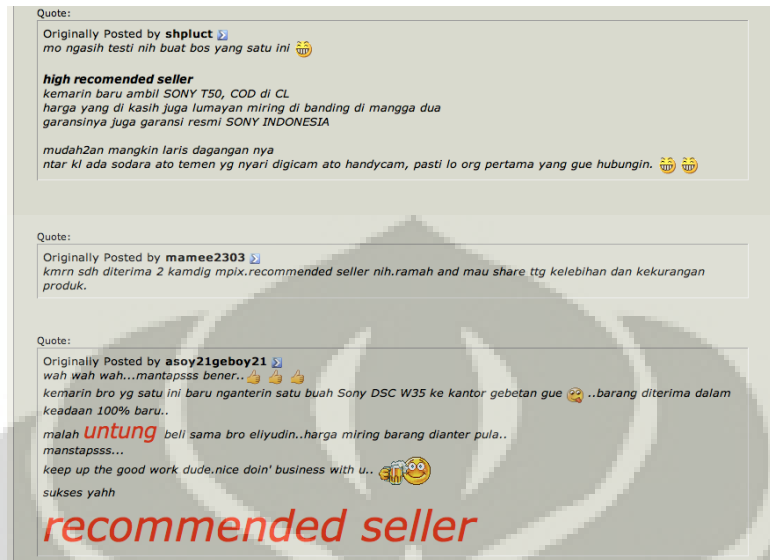 Quote:
Originally Posted by shpluct
mo ngasih testi nih buat bos yang satu ini
high recomended seller
kemarin baru ambil SONY T50, COD di CL
harga yang di kasih juga lumayan miring di banding di mangga dua
garansinya juga garansi resmi SONY INDONESIA
mudah2an mangkin laris dagangan nya
ntar kl ada sodara ato temen yg nyari digicam ato handycam, pasti lo org pertama yang gue hubungin.
Quote:
Originally Posted by mamee2303
kmrn sdh diterima 2 kamdig mpix.recommended seller nih.ramah and mau share ttg kelebihan dan kekurangan
produk.
Quote:
Originally Posted by asoy21geboy21
wah wah wah...mantapsss bener..
kemarin bro yg satu ini baru nganterin satu buah Sony DSC W35 ke kantor gebetan gue ..barang diterima dalam
keadaan 100% baru..
malah untung beli sama bro eliyudin..harga miring barang dianter pula..
manstapsss...
keep up the good work dude.nice doin' business with u..
sukses yahh
recommended seller